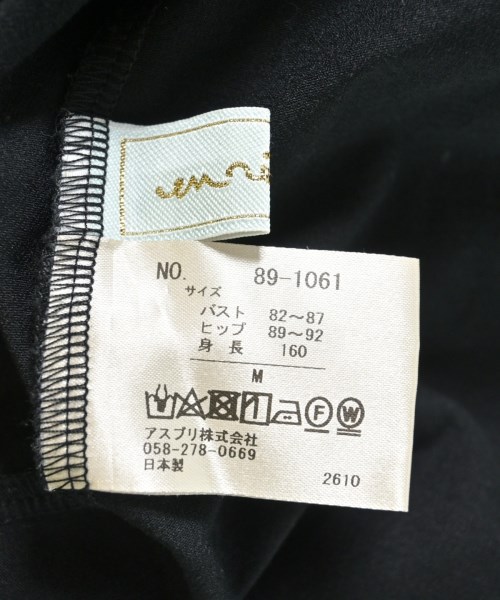 NO. 89-1061
サイズ
バスト 82～87
ヒップ 89～92
身長 160
M
F W
アスプリ株式会社
058-278-0669
日本製
2610